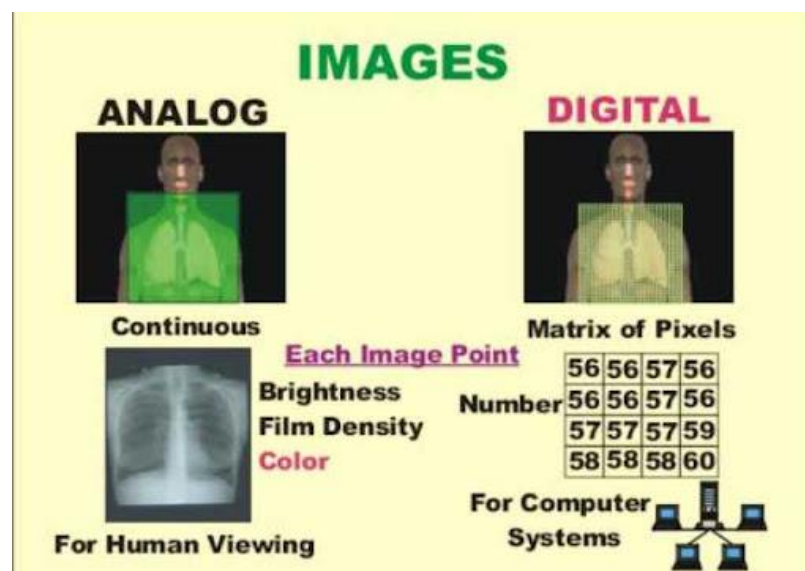 IMAGES
ANALOG
DIGITAL
Continuous
Matrix of Pixels
Each Image Point
Brightness
Film Density
Color
Number
56 56 57 56
56 56 57 56
57 57 57 59
58 58 58 60
For Human Viewing
For Computer
Systems